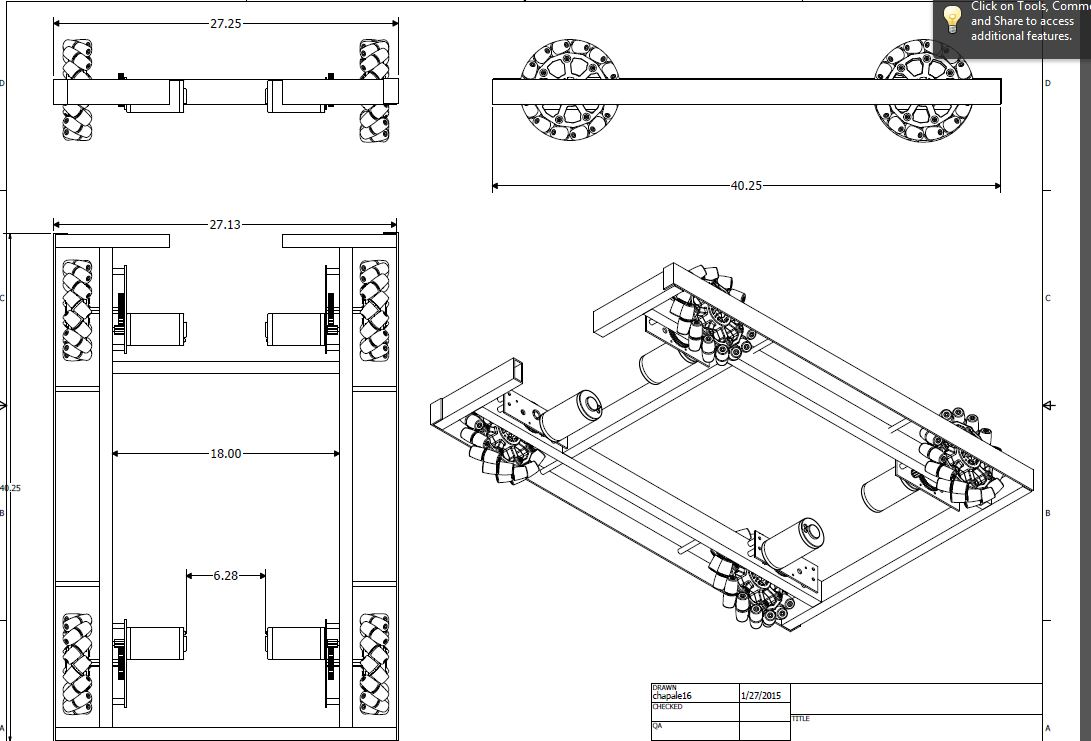 Click on Tools, Comme
and Share to access
additional features.
27.25
D
D
40.25
27.13
C
C
18.00
40.25
B
B
6.28
DRAWN
chapale16
1/27/2015
CHECKED
QA
TITLE
A
A